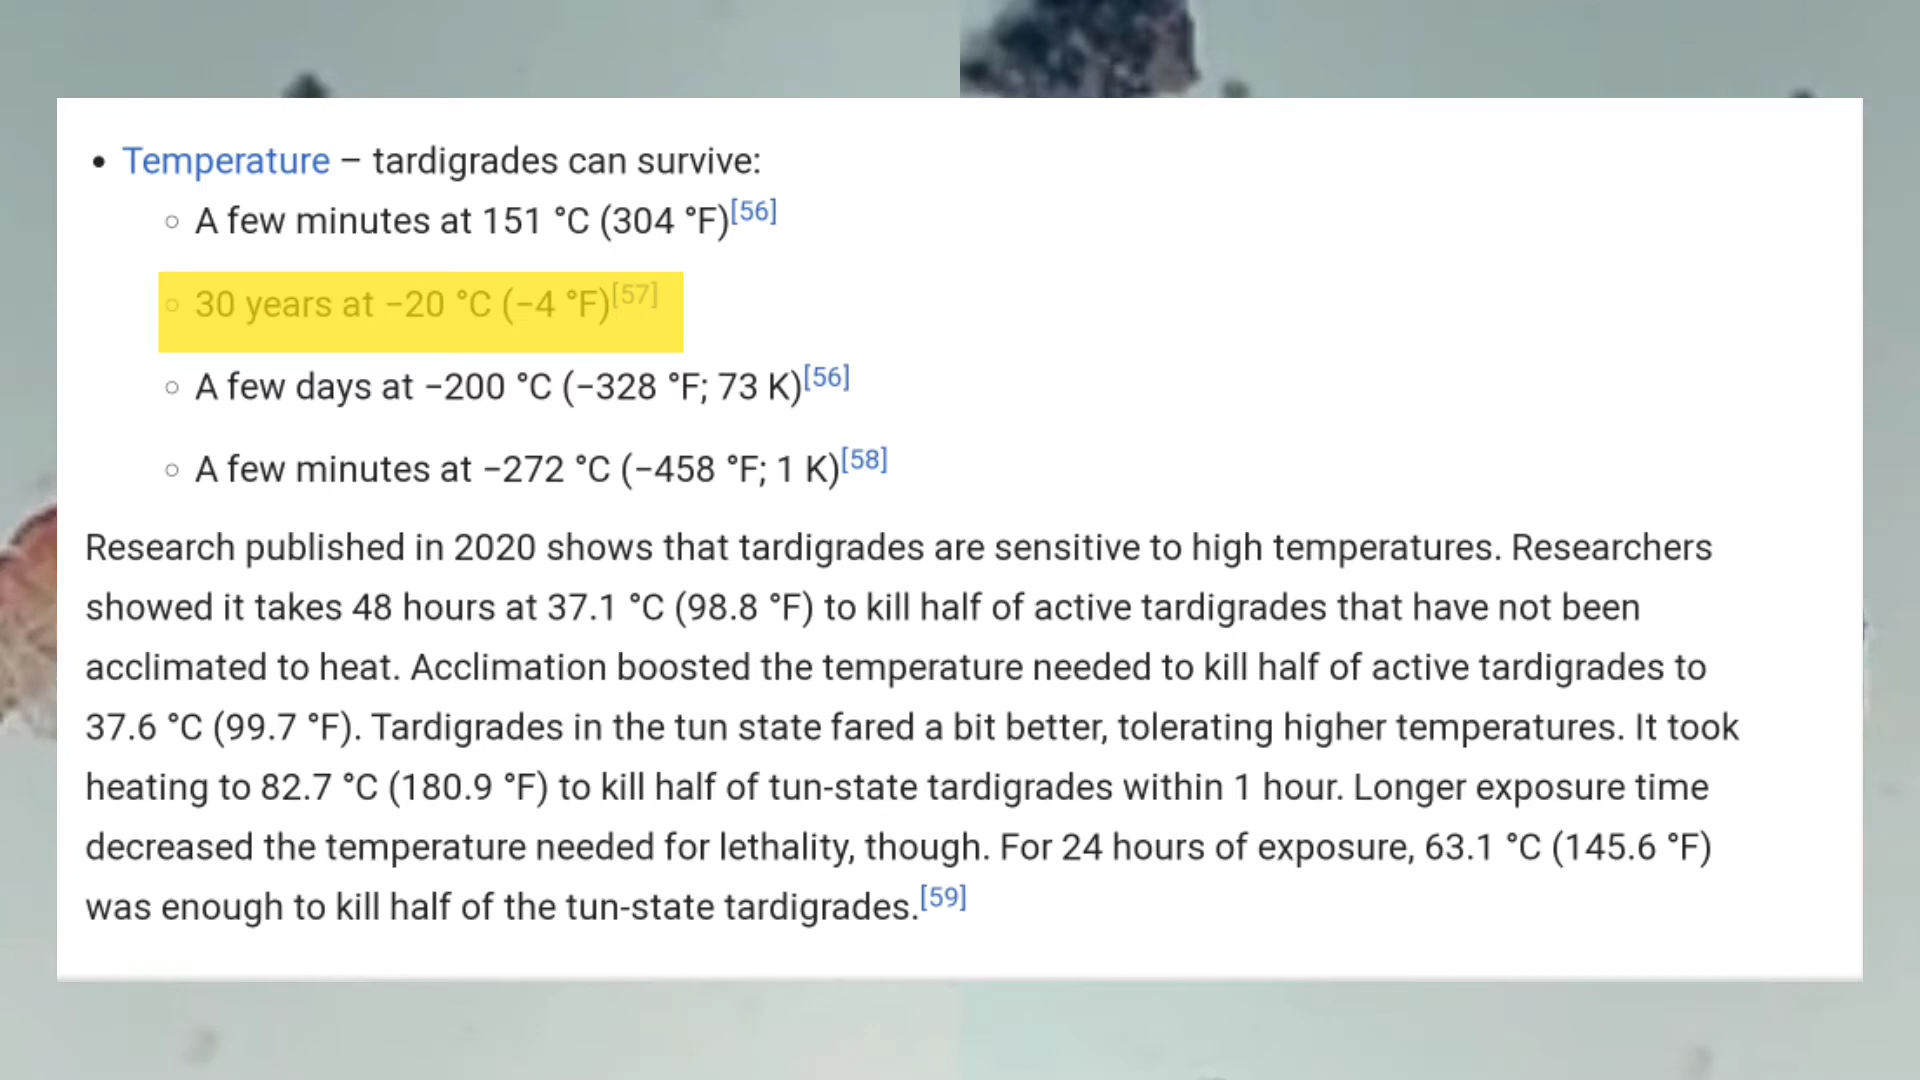 • Temperature – tardigrades can survive:
○ A few minutes at 151 °C (304 °F)[56]
○ 30 years at −20 °C (−4 °F)[57]
○ A few days at −200 °C (−328 °F; 73 K)[56]
○ A few minutes at −272 °C (−458 °F; 1 K)[58]
Research published in 2020 shows that tardigrades are sensitive to high temperatures. Researchers
showed it takes 48 hours at 37.1 °C (98.8 °F) to kill half of active tardigrades that have not been
acclimated to heat. Acclimation boosted the temperature needed to kill half of active tardigrades to
37.6 °C (99.7 °F). Tardigrades in the tun state fared a bit better, tolerating higher temperatures. It took
heating to 82.7 °C (180.9 °F) to kill half of tun-state tardigrades within 1 hour. Longer exposure time
decreased the temperature needed for lethality, though. For 24 hours of exposure, 63.1 °C (145.6 °F)
was enough to kill half of the tun-state tardigrades.[59]